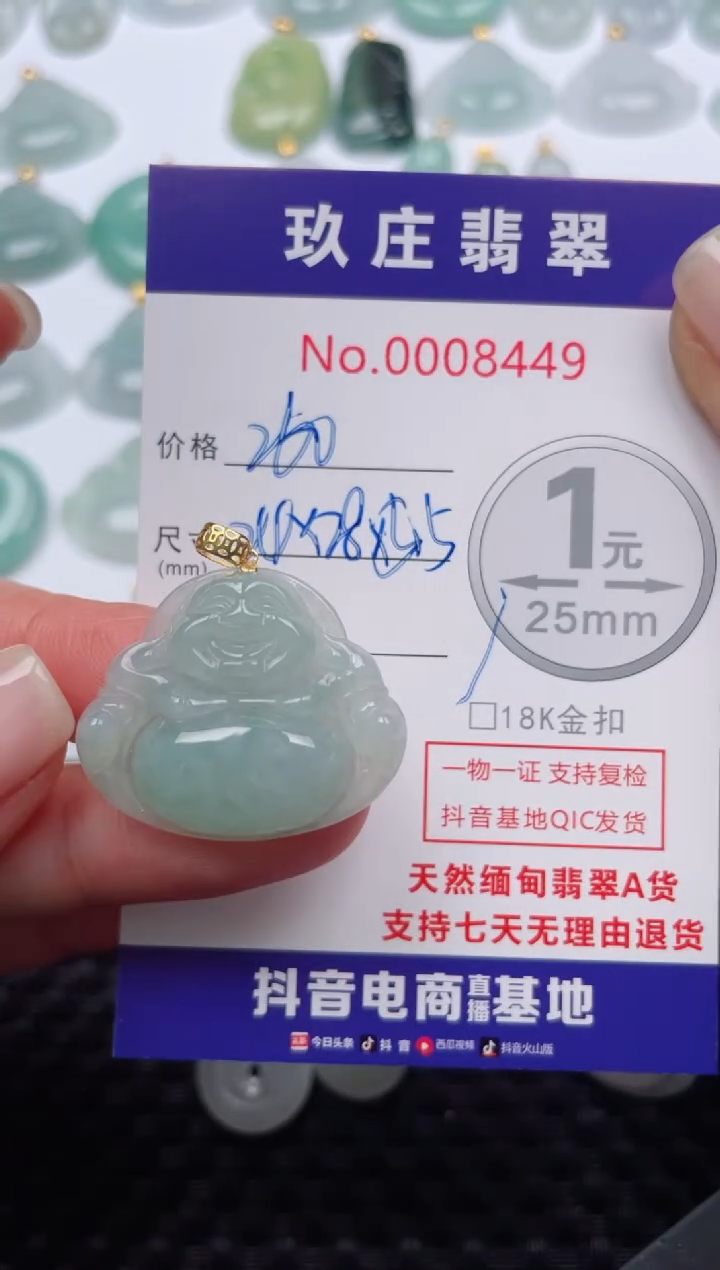 玖庄翡翠
No.0008449
价格 260
尺
(mm)
1元
25mm
□18K金扣
一物一证 支持复检
抖音基地QIC发货
天然缅甸翡翠A货
支持七天无理由退货
抖音电商直播基地
今日头条 抖音 西瓜视频 抖音火山版